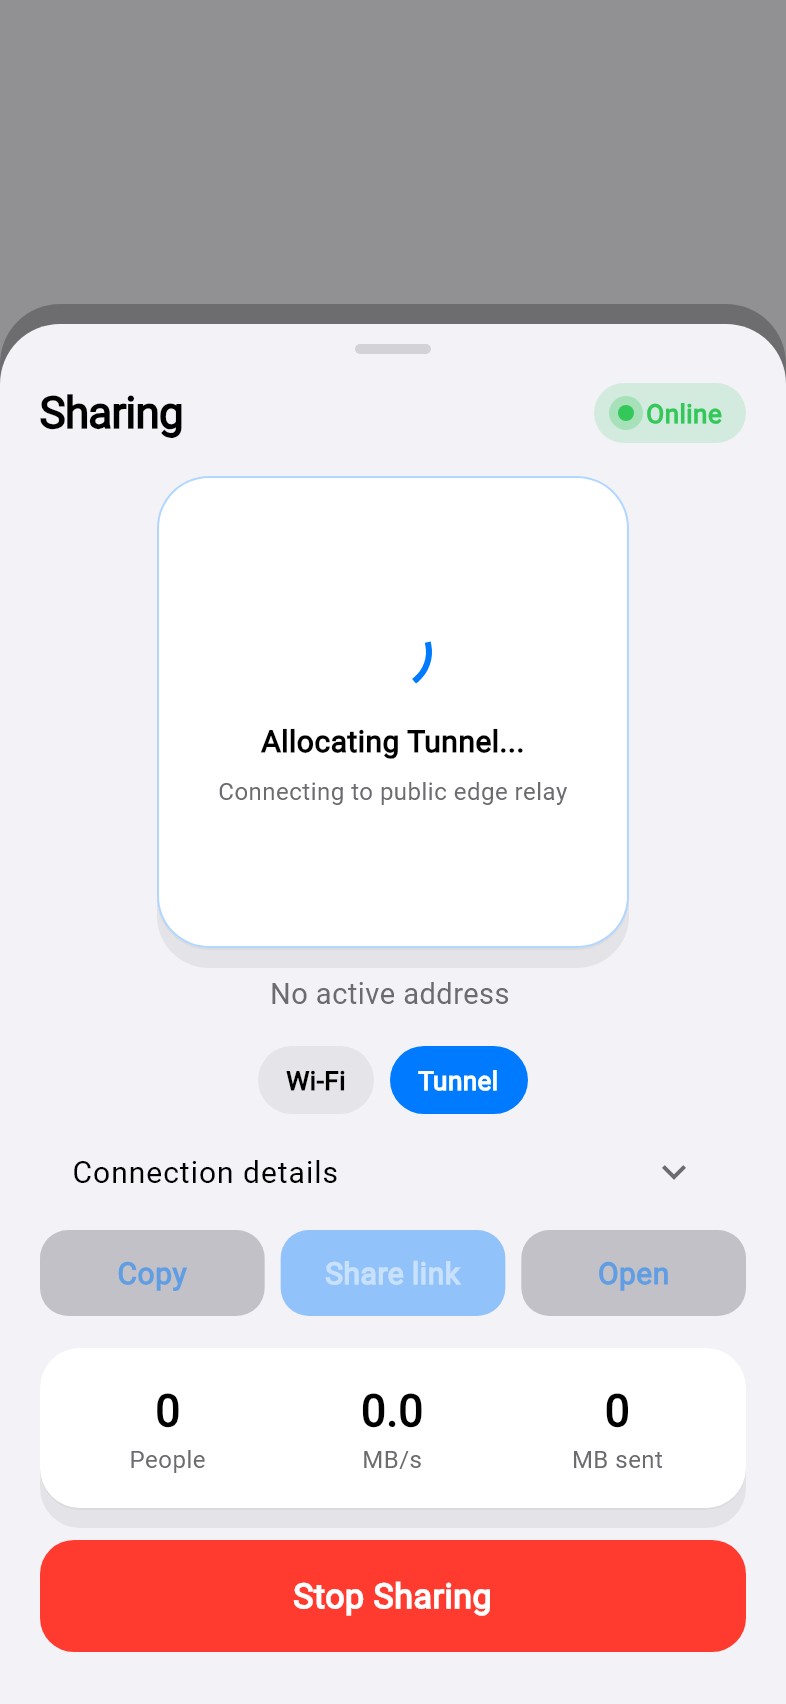 Sharing
Online
Allocating Tunnel...
Connecting to public edge relay
No active address
Wi-Fi
Tunnel
Connection details
Copy
Share link
Open
0
0.0
0
People
MB/s
MB sent
Stop Sharing